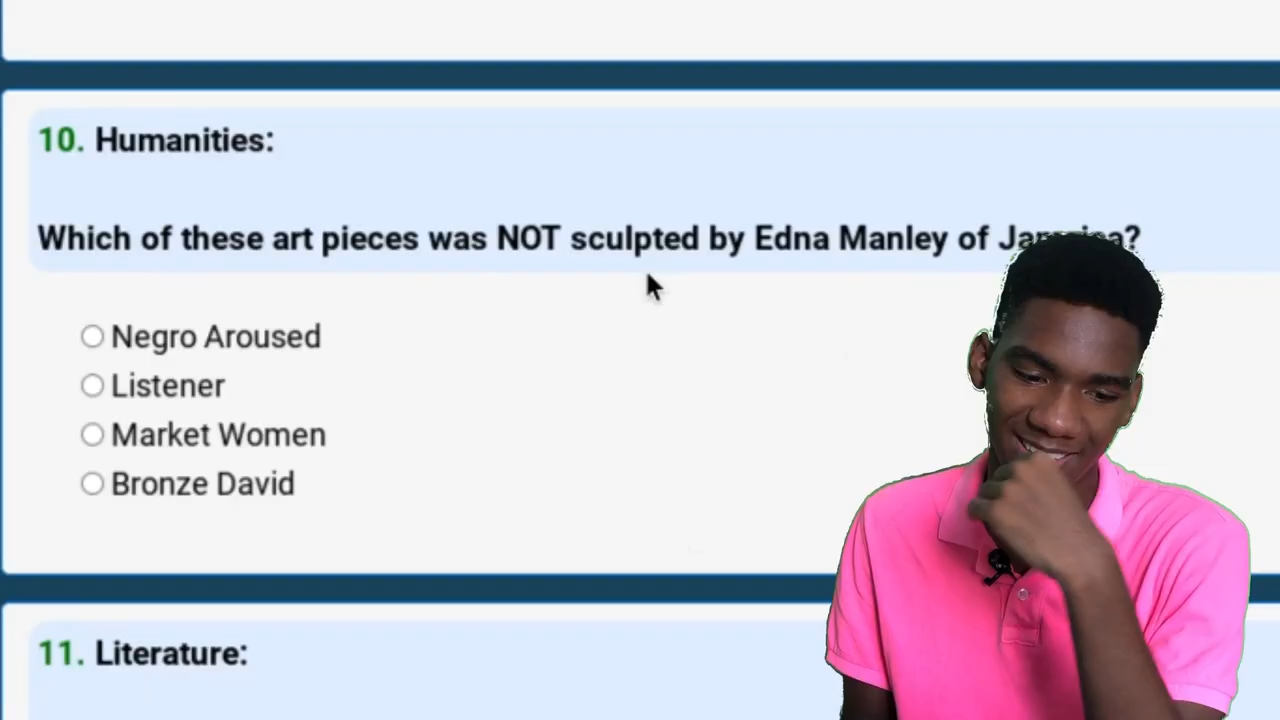 10. Humanities:
Which of these art pieces was NOT sculpted by Edna Manley of Jamaica?
Negro Aroused
Listener
Market Women
Bronze David
11. Literature: